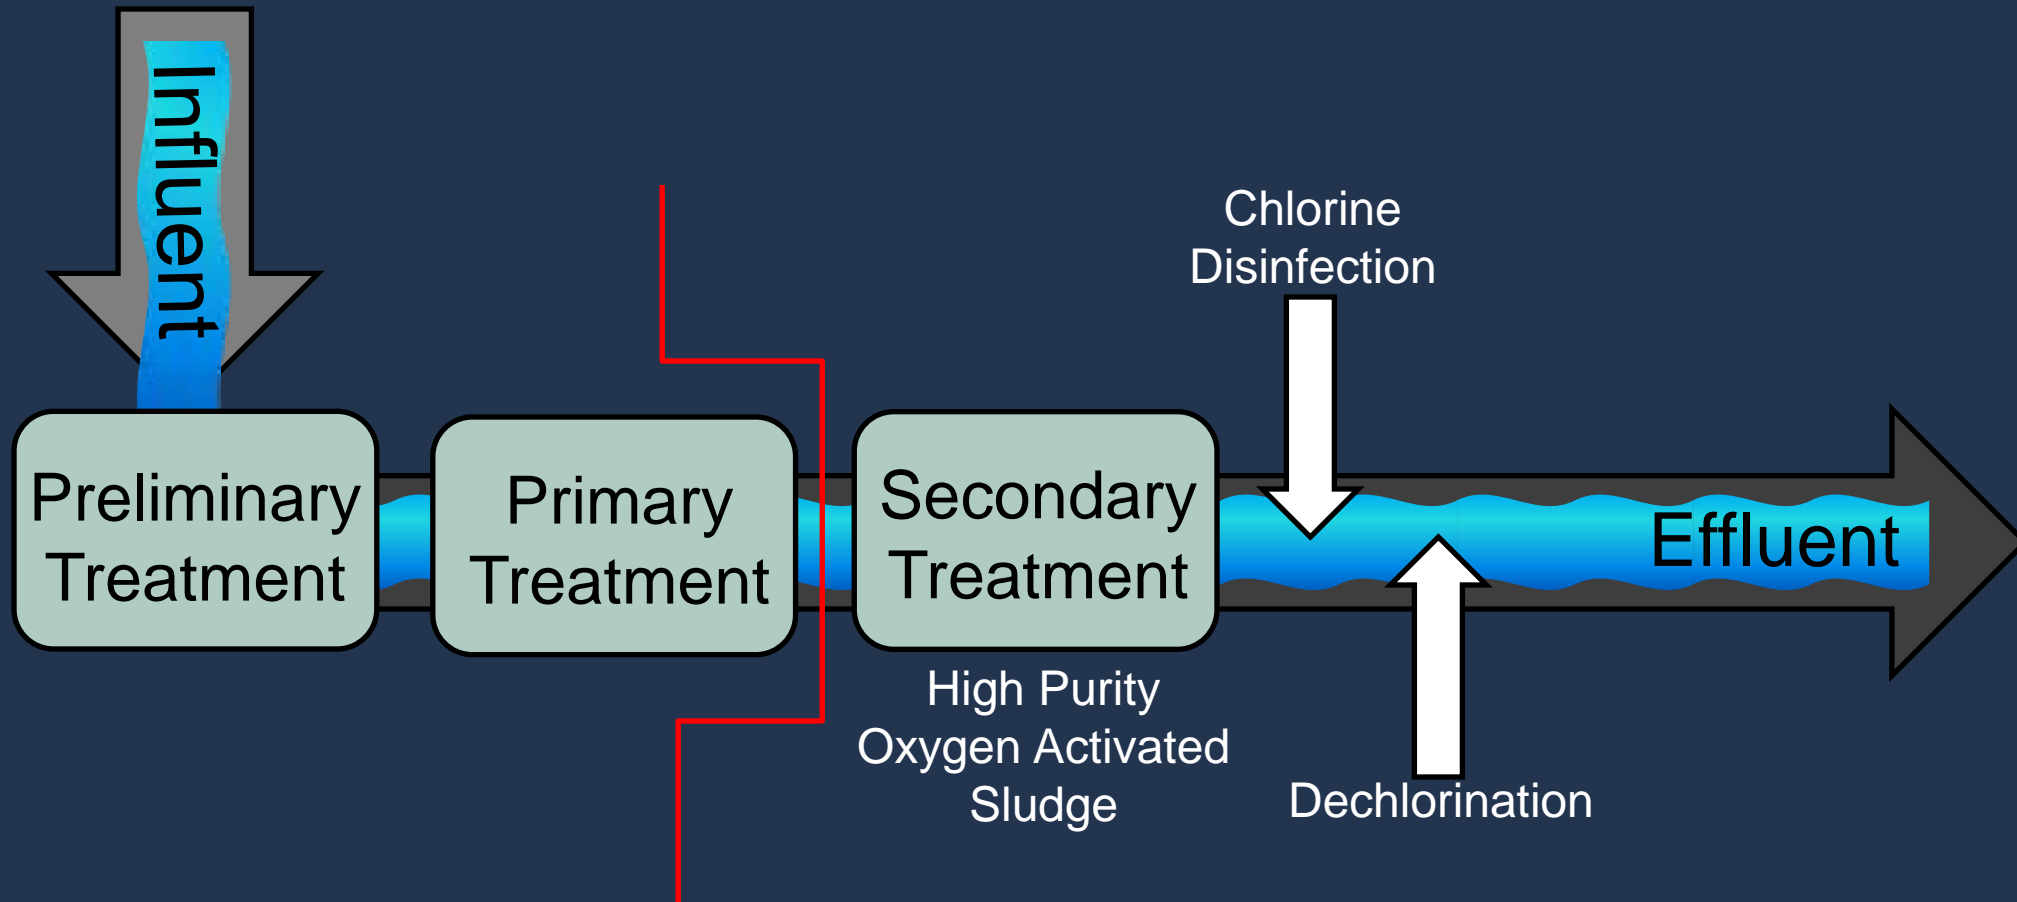 Influent
Preliminary
Treatment
Primary
Treatment
Secondary
Treatment
High Purity
Oxygen Activated
Sludge
Chlorine
Disinfection
Dechlorination
Effluent